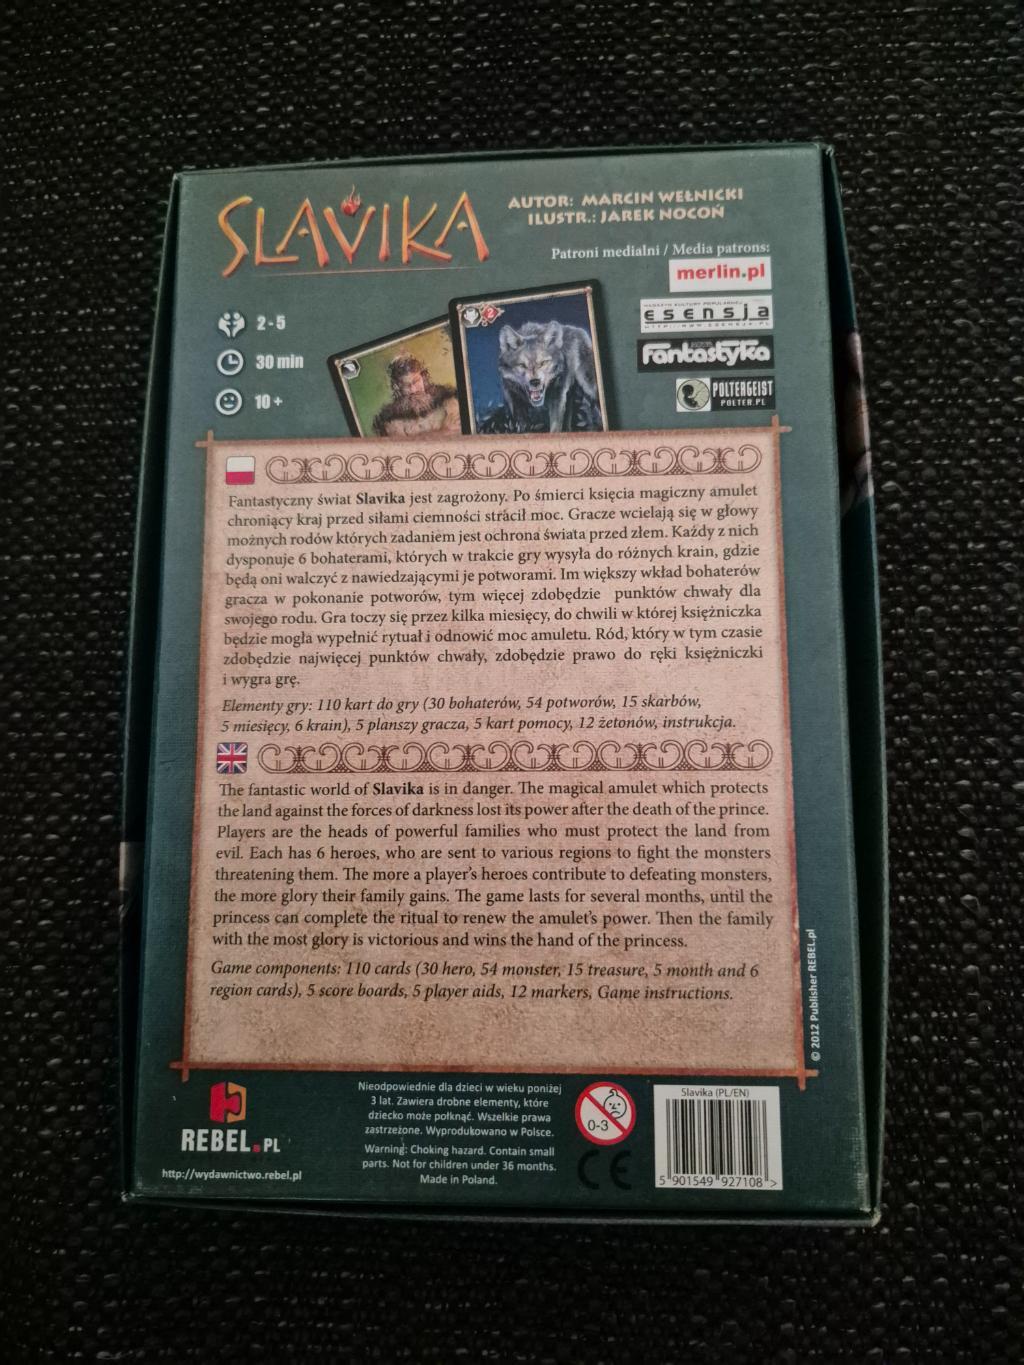 SLAVIKA
AUTOR: MARCIN WEŁNICKI
ILUSTR.: JAREK NOCOŃ
Patroni medialni / Media patrons:
merlin.pl
MAGAZYN KULTURY POPULARNEJ
esensja
HTTP://WWW.ESENSJA.PL
Fantastyka
POLTERGEIST
POLTER.PL
2 - 5
30 min
10 +
2
Fantastyczny świat Slavika jest zagrożony. Po śmierci księcia magiczny amulet
chroniący kraj przed siłami ciemności stracił moc. Gracze wcielają się w głowy
możnych rodów których zadaniem jest ochrona świata przed złem. Każdy z nich
dysponuje 6 bohaterami, których w trakcie gry wysyła do różnych krain, gdzie
będą oni walczyć z nawiedzającymi je potworami. Im większy wkład bohaterów
gracza w pokonanie potworów, tym więcej zdobędzie punktów chwały dla
swojego rodu. Gra toczy się przez kilka miesięcy, do chwili w której księżniczka
będzie mogła wypełnić rytuał i odnowić moc amuletu. Ród, który w tym czasie
zdobędzie najwięcej punktów chwały, zdobędzie prawo do ręki księżniczki
i wygra grę.
Elementy gry: 110 kart do gry (30 bohaterów, 54 potworów, 15 skarbów,
5 miesięcy, 6 krain), 5 planszy gracza, 5 kart pomocy, 12 żetonów, instrukcja.
The fantastic world of Slavika is in danger. The magical amulet which protects
the land against the forces of darkness lost its power after the death of the prince.
Players are the heads of powerful families who must protect the land from
evil. Each has 6 heroes, who are sent to various regions to fight the monsters
threatening them. The more a player's heroes contribute to defeating monsters,
the more glory their family gains. The game lasts for several months, until the
princess can complete the ritual to renew the amulet's power. Then the family
with the most glory is victorious and wins the hand of the princess.
Game components: 110 cards (30 hero, 54 monster, 15 treasure, 5 month and 6
region cards), 5 score boards, 5 player aids, 12 markers, Game instructions.
© 2012 Publisher REBEL.pl
REBEL.PL
http://wydawnictwo.rebel.pl
Nieodpowiednie dla dzieci w wieku poniżej
3 lat. Zawiera drobne elementy, które
dziecko może połknąć. Wszelkie prawa
zastrzeżone. Wyprodukowano w Polsce.
Warning: Choking hazard. Contain small
parts. Not for children under 36 months.
Made in Poland.
0-3
CE
Slavika (PL/EN)
5 901549 927108 >